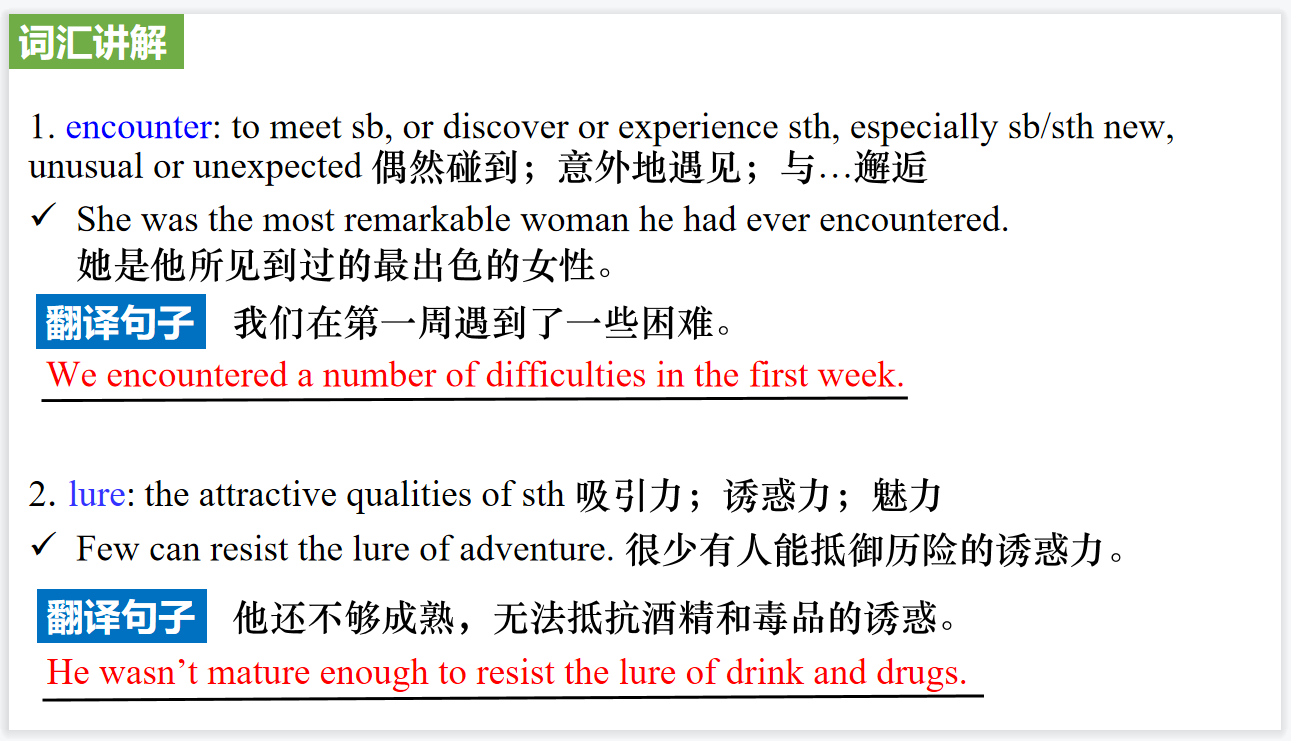 词汇讲解
1. encounter: to meet sb, or discover or experience sth, especially sb/sth new,
unusual or unexpected 偶然碰到；意外地遇见；与…邂逅
✓ She was the most remarkable woman he had ever encountered.
她是他所见到过的最出色的女性。
翻译句子 我们在第一周遇到了一些困难。
We encountered a number of difficulties in the first week.
2. lure: the attractive qualities of sth 吸引力；诱惑力；魅力
✓ Few can resist the lure of adventure. 很少有人能抵御历险的诱惑力。
翻译句子 他还不够成熟，无法抵抗酒精和毒品的诱惑。
He wasn’t mature enough to resist the lure of drink and drugs.